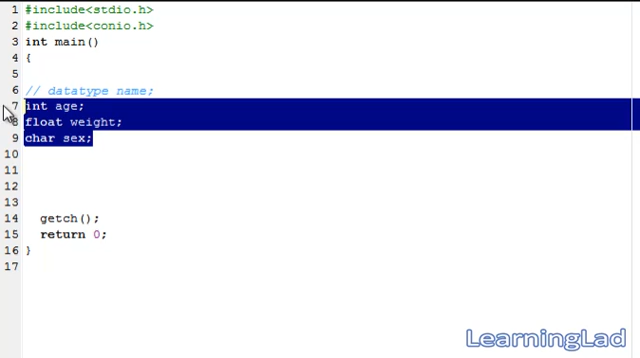 1 #include<stdio.h>
2 #include<conio.h>
3 int main()
4 {
5
6 // datatype name;
7 int age;
8 float weight;
9 char sex;
10
11
12
13
14 getch();
15 return 0;
16 }
17
LearningLad